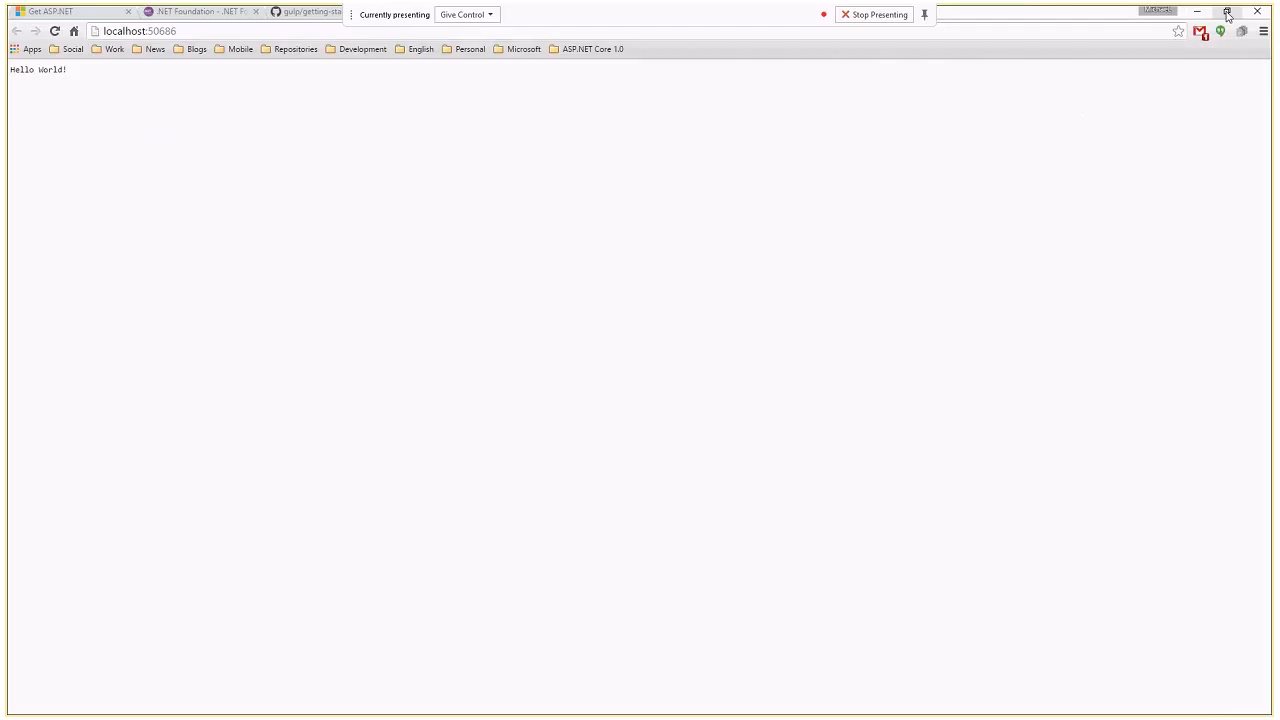 Get ASP.NET .NET Foundation - .NET Fo gulp/getting-sta Currently presenting Give Control Stop Presenting
localhost:50686
Apps Social Work News Blogs Mobile Repositories Development English Personal Microsoft ASP.NET Core 1.0
Hello World!